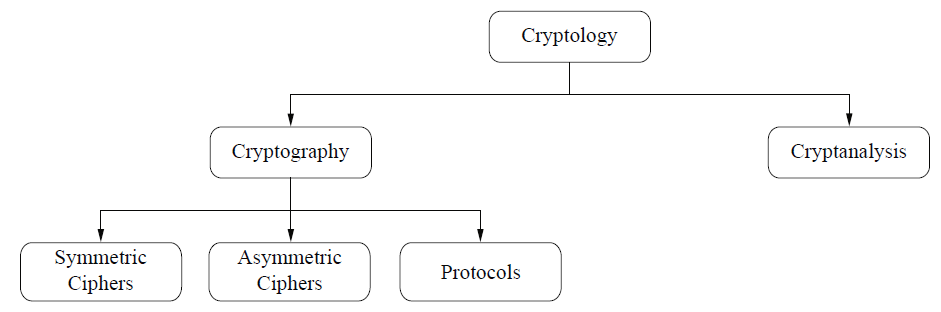 Cryptology
Cryptography
Cryptanalysis
Symmetric
Ciphers
Asymmetric
Ciphers
Protocols